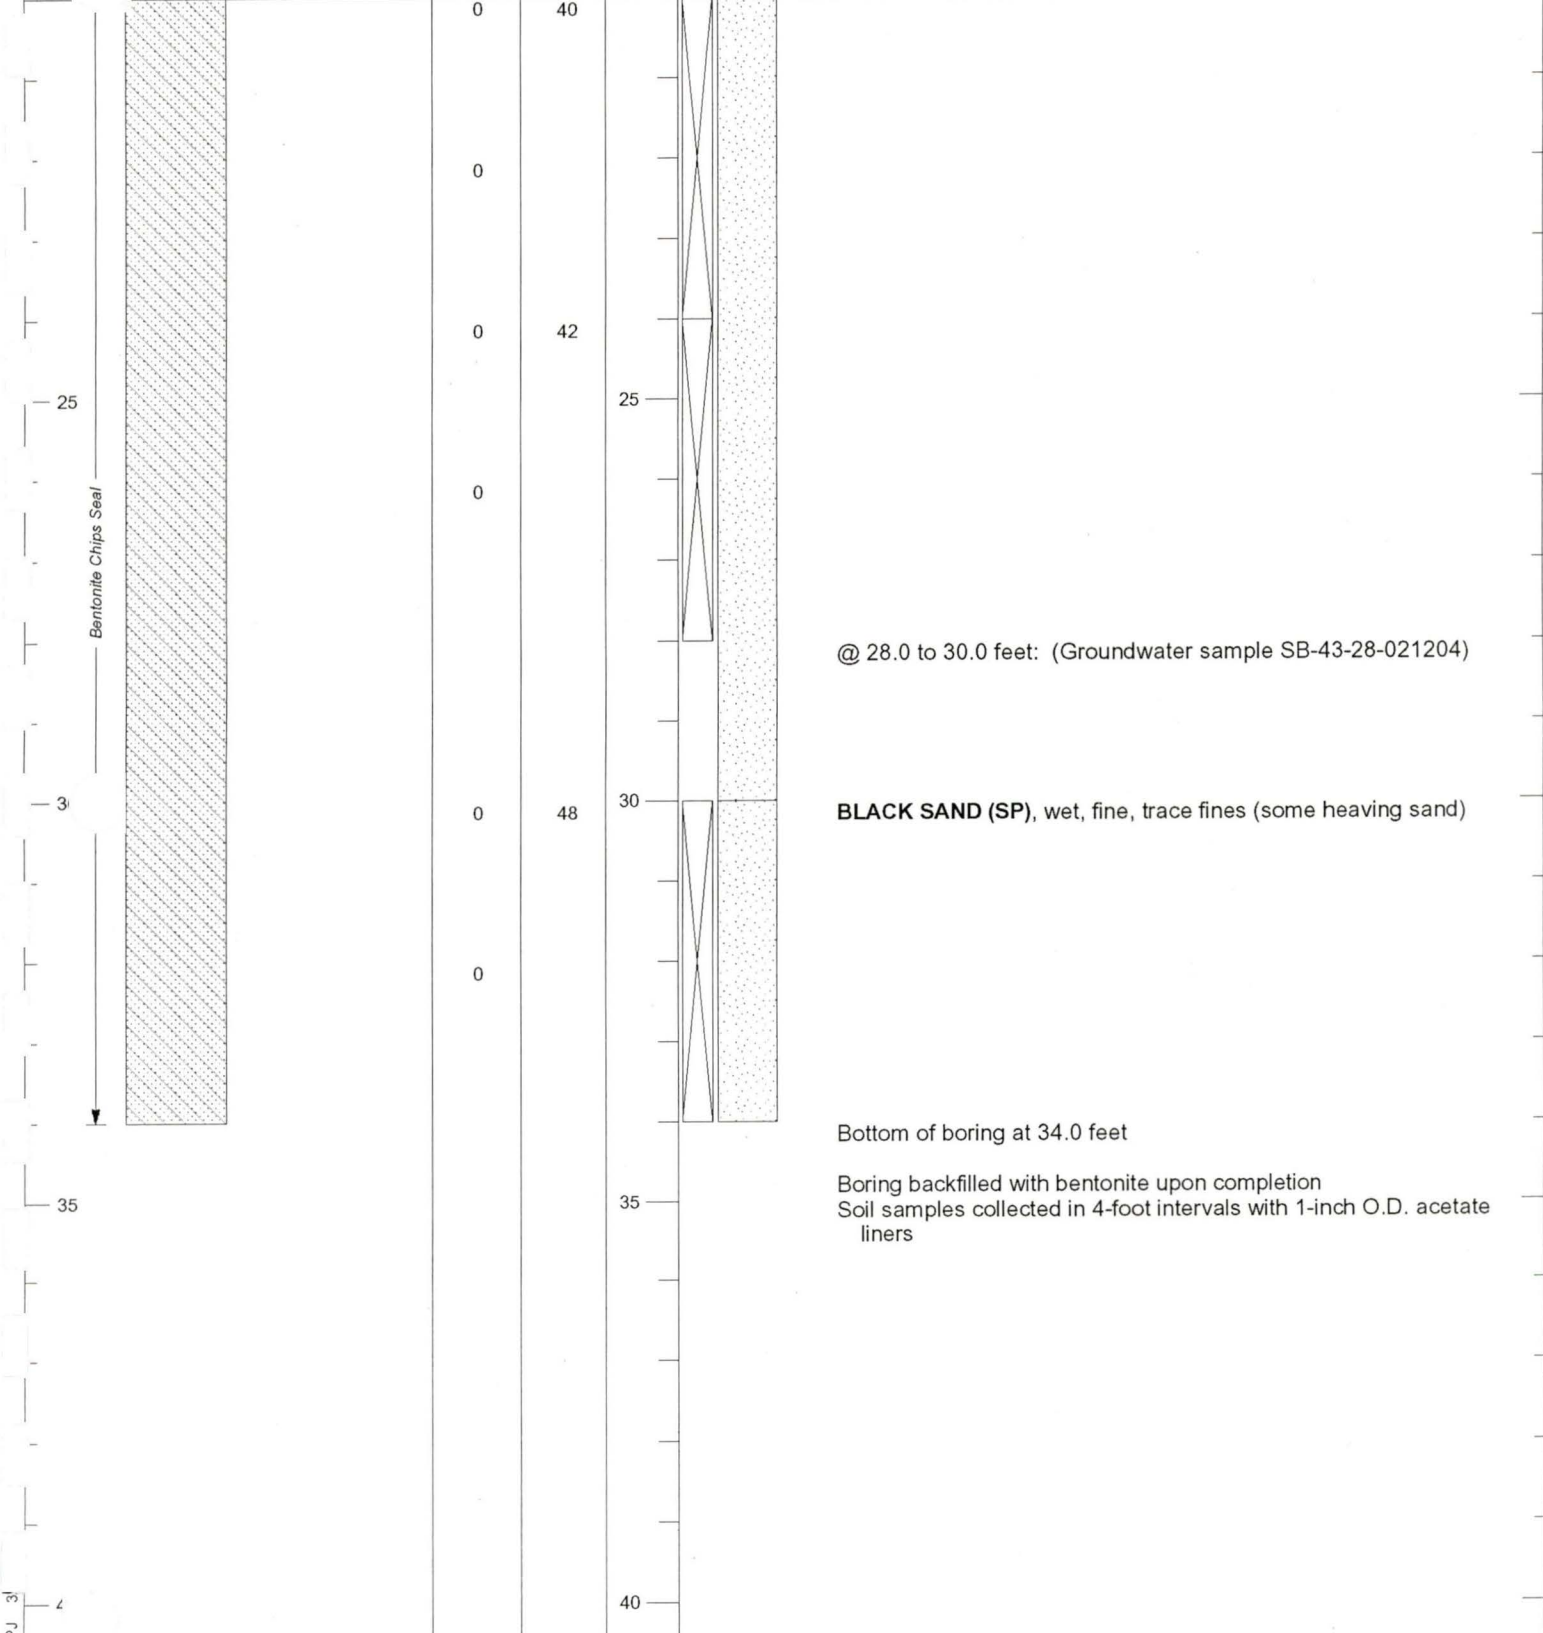 0 40
0
0 42
25 25
Bentonite Chips Seal
0
@ 28.0 to 30.0 feet: (Groundwater sample SB-43-28-021204)
0 48 30 BLACK SAND (SP), wet, fine, trace fines (some heaving sand)
0
Bottom of boring at 34.0 feet
Boring backfilled with bentonite upon completion
35 35 Soil samples collected in 4-foot intervals with 1-inch O.D. acetate
liners
40